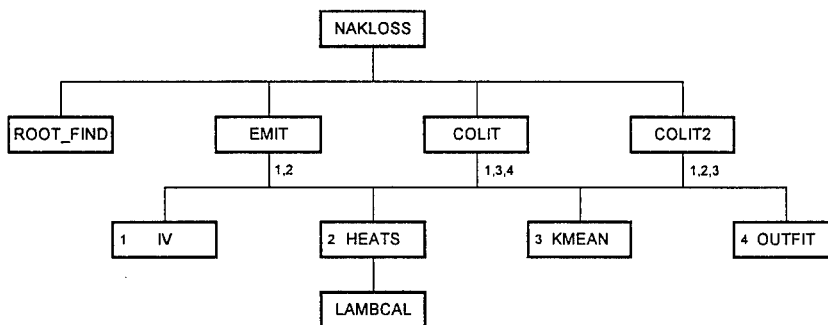 NAKLOSS
ROOT_FIND
EMIT
COLIT
COLIT2
1,2
1,3,4
1,2,3
1 IV
2 HEATS
3 KMEAN
4 OUTFIT
LAMBCAL